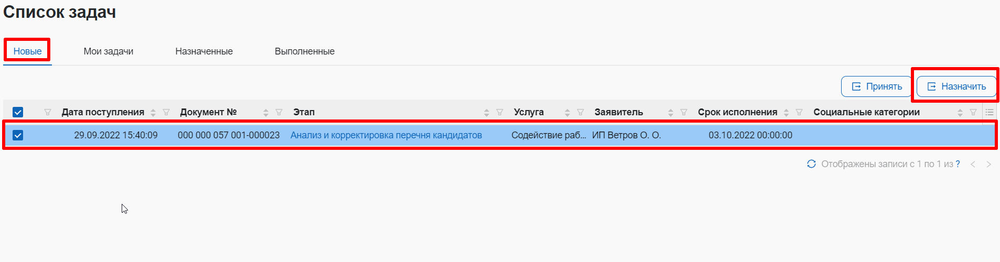 Список задач
Новые Мои задачи Назначенные Выполненные
Принять Назначить
Дата поступления Документ № Этап Услуга Заявитель Срок исполнения Социальные категории
29.09.2022 15:40:09 000 000 057 001-000023 Анализ и корректировка перечня кандидатов Содействие раб... ИП Ветров О. О. 03.10.2022 00:00:00
Отображены записи с 1 по 1 из ?